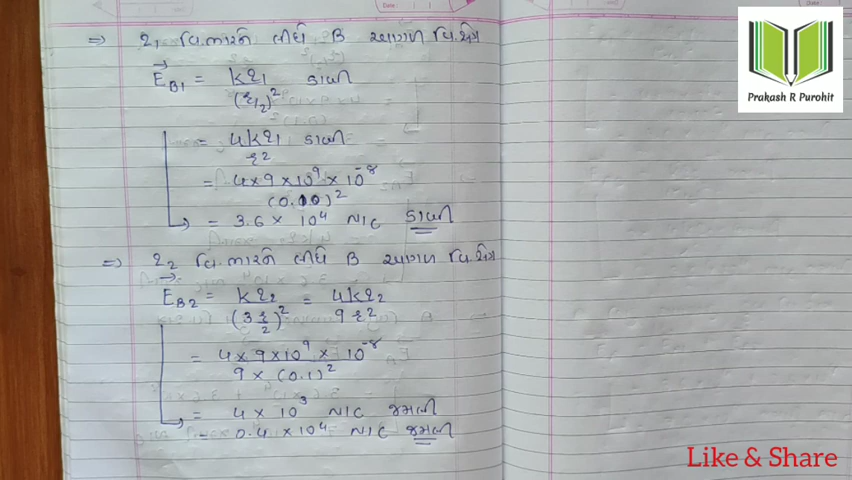 ⇒ q₁ વિ.ભારને લીધે B આગળ વિ.ક્ષેત્ર
E⃗B1 = kq₁ / (r/2)² ડાબી
= 4kq₁ / r² ડાબી
= 4 × 9 × 10⁹ × 10⁻⁸ / (0.10)²
= 3.6 × 10⁴ N/C ડાબી
⇒ q₂ વિ.ભારને લીધે B આગળ વિ.ક્ષેત્ર
E⃗B2 = kq₂ / (3r/2)² = 4kq₂ / 9r²
= 4 × 9 × 10⁹ × 10⁻⁸ / 9 × (0.1)²
= 4 × 10³ N/C જમણી
= 0.4 × 10⁴ N/C જમણી
Prakash R Purohit
Like & Share